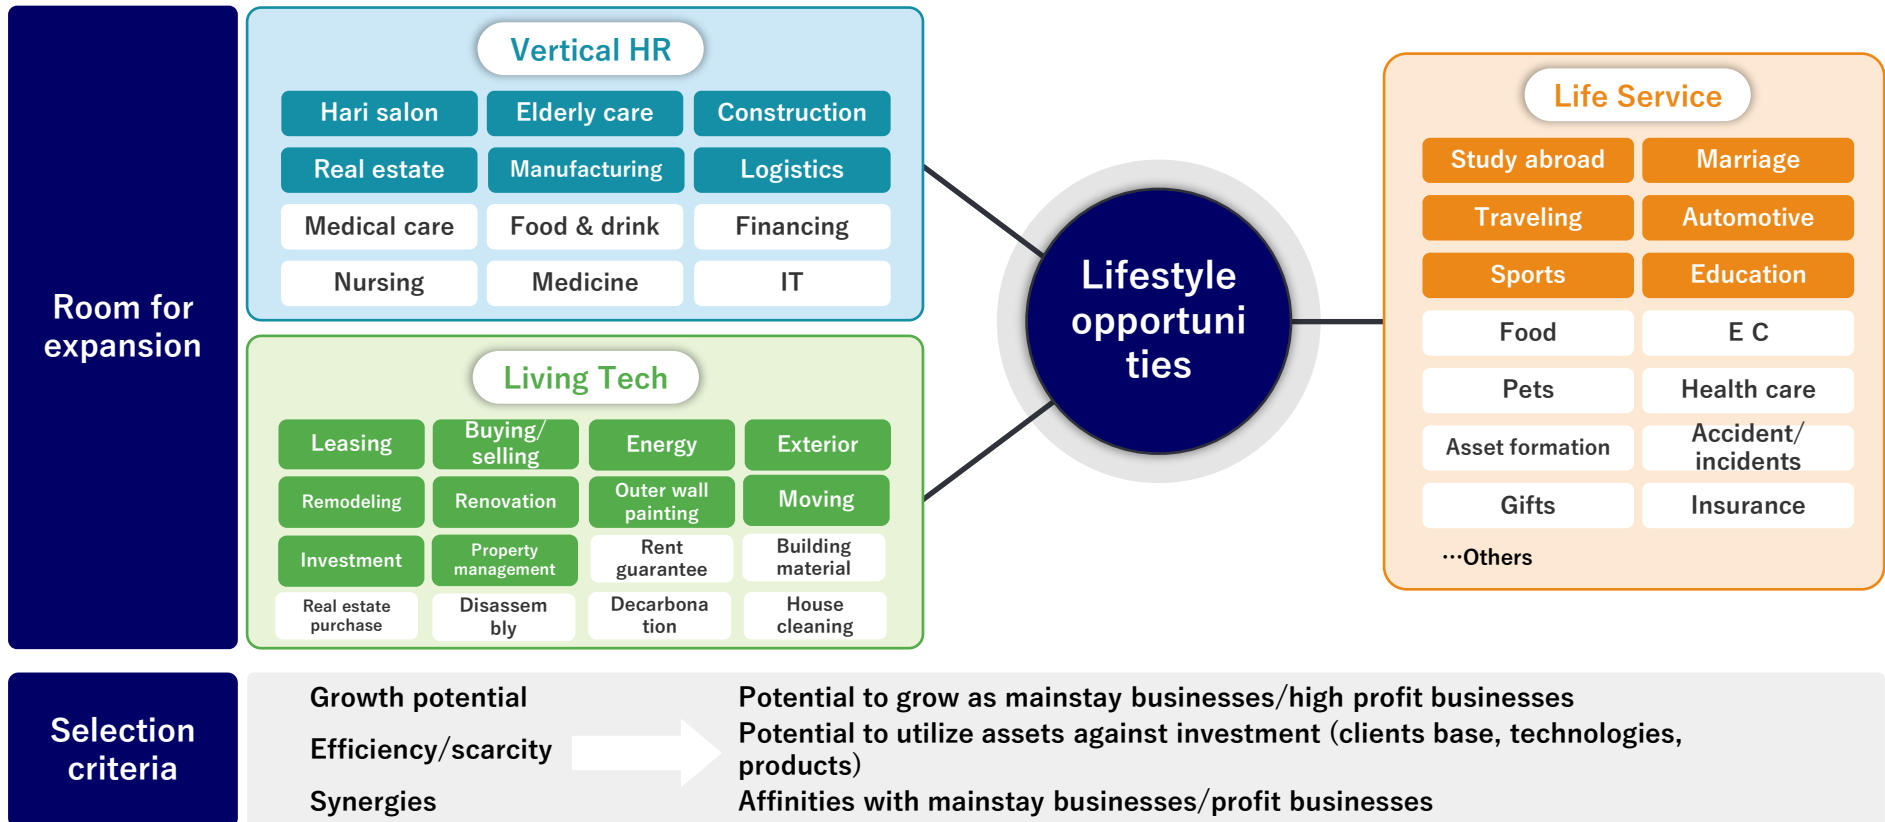 Room for
expansion
Vertical HR
Hari salon
Elderly care
Construction
Real estate
Manufacturing
Logistics
Medical care
Food & drink
Financing
Nursing
Medicine
IT
Living Tech
Leasing
Buying/
selling
Energy
Exterior
Remodeling
Renovation
Outer wall
painting
Moving
Investment
Property
management
Rent
guarantee
Building
material
Real estate
purchase
Disassem
bly
Decarbona
tion
House
cleaning
Lifestyle
opportuni
ties
Life Service
Study abroad
Marriage
Traveling
Automotive
Sports
Education
Food
E C
Pets
Health care
Asset formation
Accident/
incidents
Gifts
Insurance
…Others
Selection
criteria
Growth potential
Potential to grow as mainstay businesses/high profit businesses
Efficiency/scarcity
Potential to utilize assets against investment (clients base, technologies,
products)
Synergies
Affinities with mainstay businesses/profit businesses